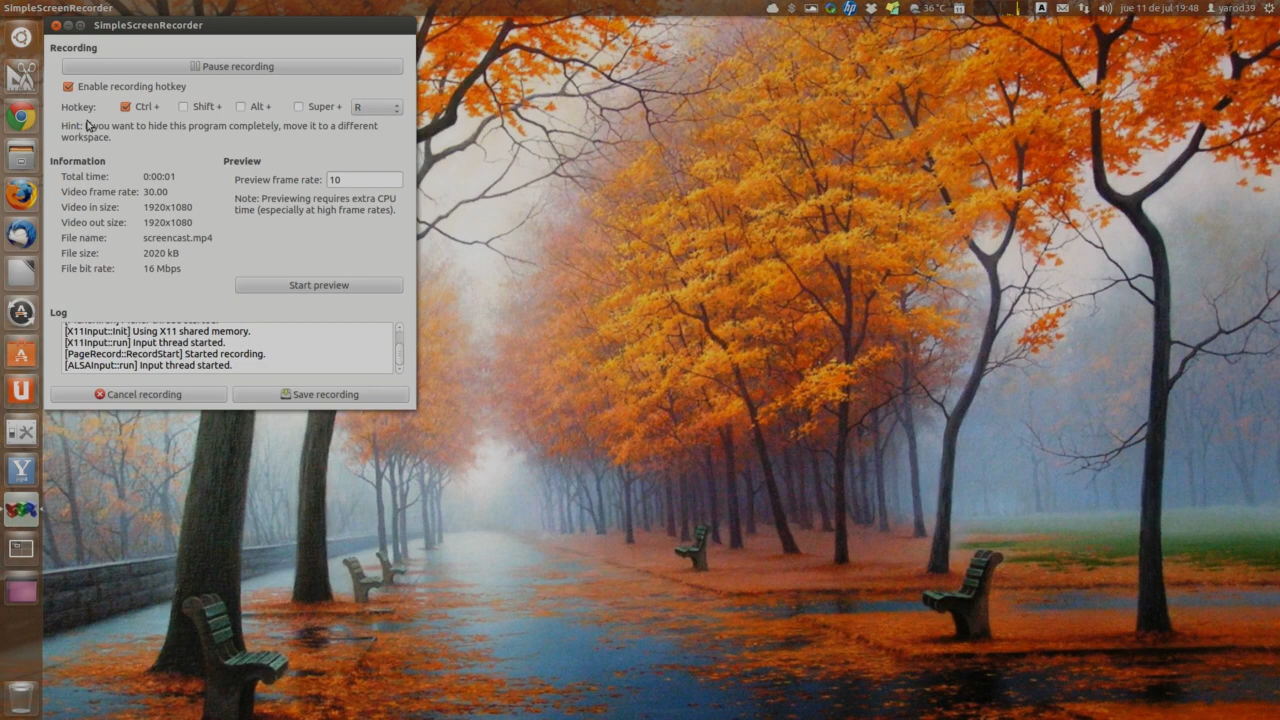 SimpleScreenRecorder
36 °C
A
jue 11 de jul 19:48
yarod39
SimpleScreenRecorder
Recording
Pause recording
Enable recording hotkey
Hotkey: Ctrl + Shift + Alt + Super + R
Hint: you want to hide this program completely, move it to a different
workspace.
Information
Total time: 0:00:01
Video frame rate: 30.00
Video in size: 1920x1080
Video out size: 1920x1080
File name: screencast.mp4
File size: 2020 kB
File bit rate: 16 Mbps
Preview
Preview frame rate: 10
Note: Previewing requires extra CPU
time (especially at high frame rates).
Start preview
Log
[X11Input::Init] Using X11 shared memory.
[X11Input::run] Input thread started.
[PageRecord::RecordStart] Started recording.
[ALSAInput::run] Input thread started.
Cancel recording
Save recording